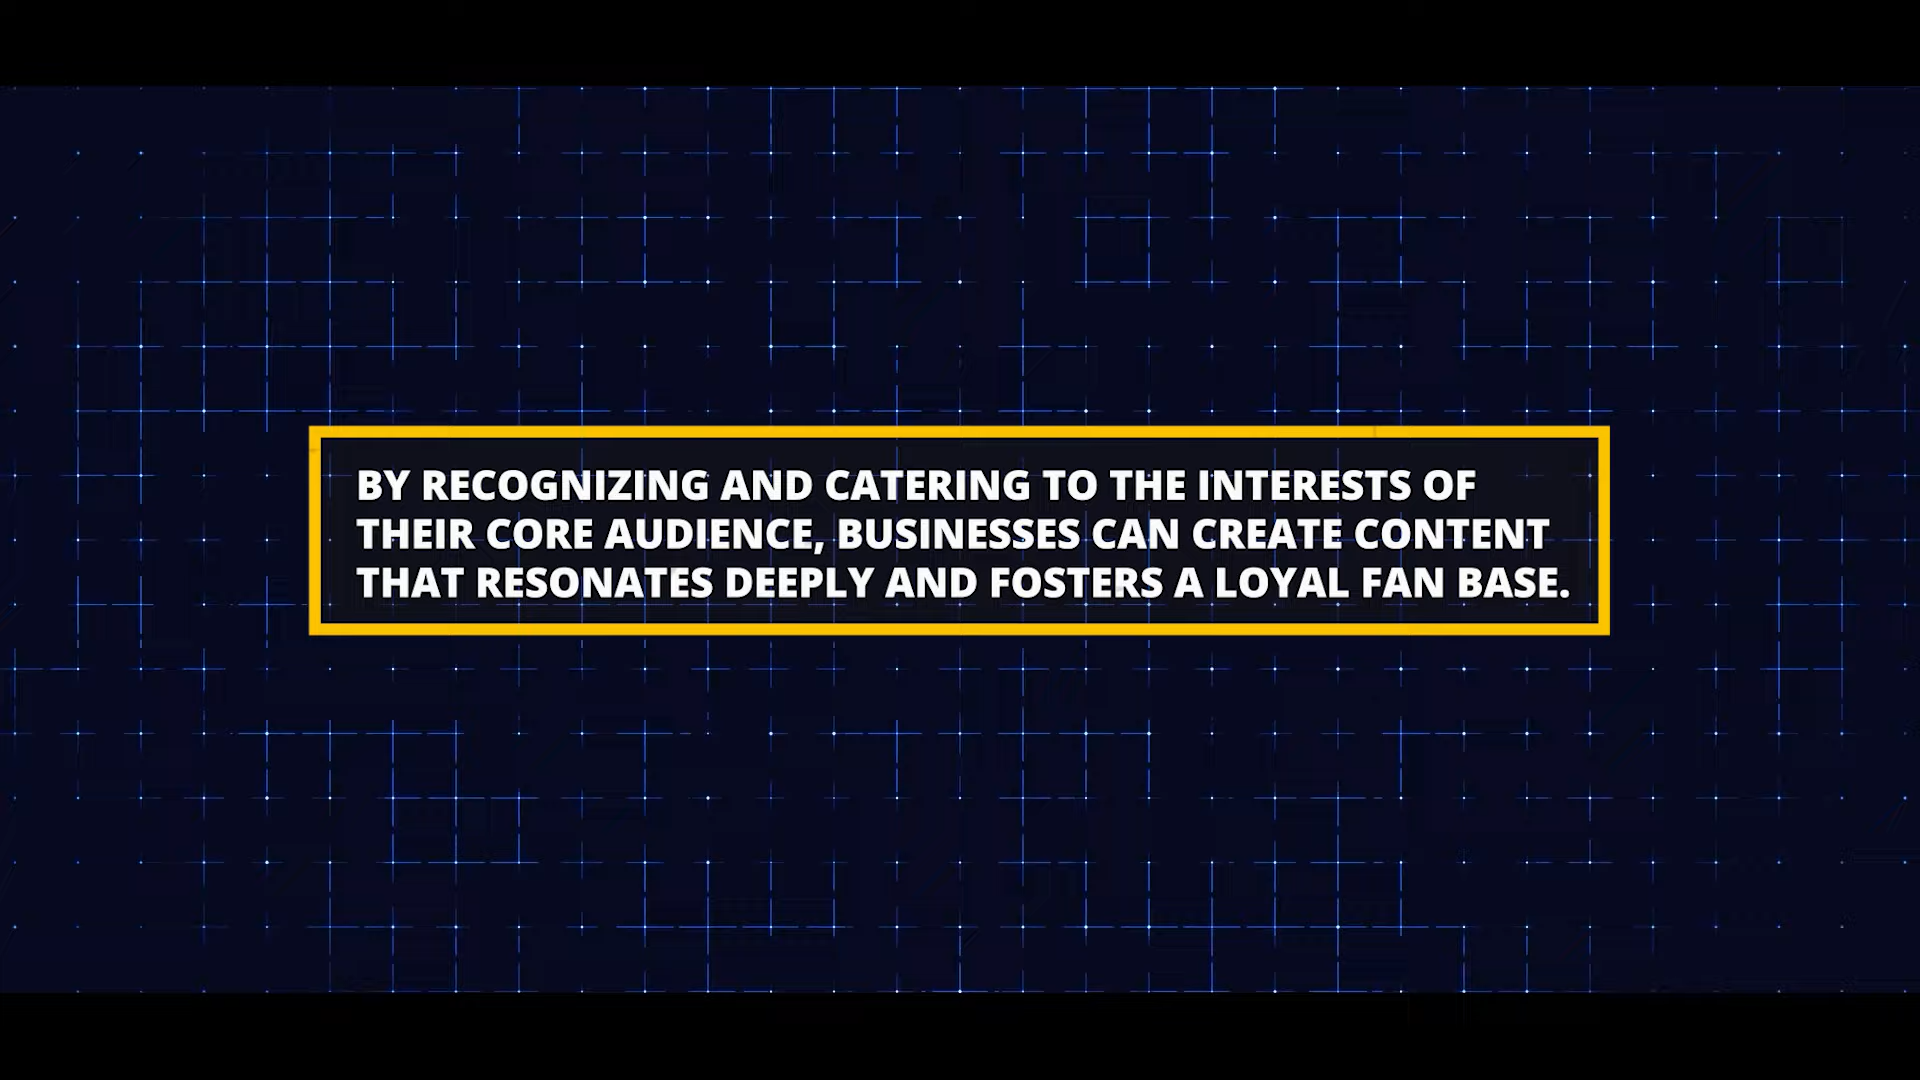 BY RECOGNIZING AND CATERING TO THE INTERESTS OF
THEIR CORE AUDIENCE, BUSINESSES CAN CREATE CONTENT
THAT RESONATES DEEPLY AND FOSTERS A LOYAL FAN BASE.